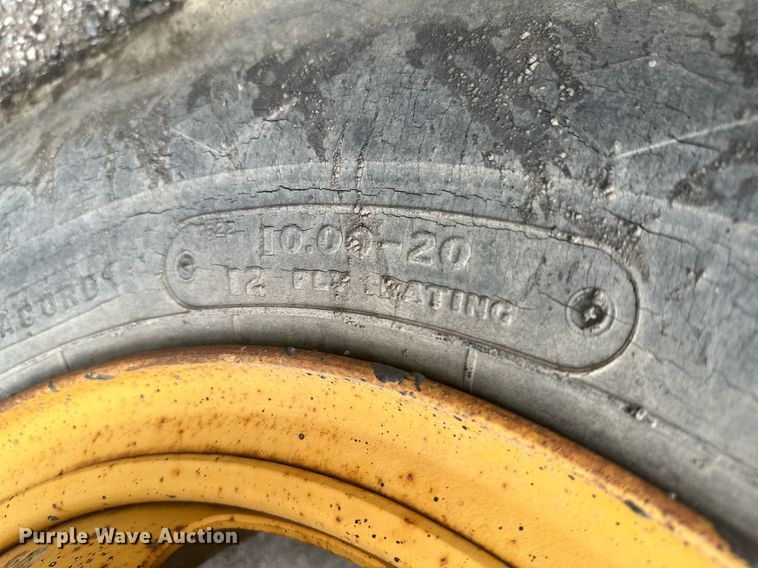 10.00-20
12 PLY RATING
Purple Wave Auction